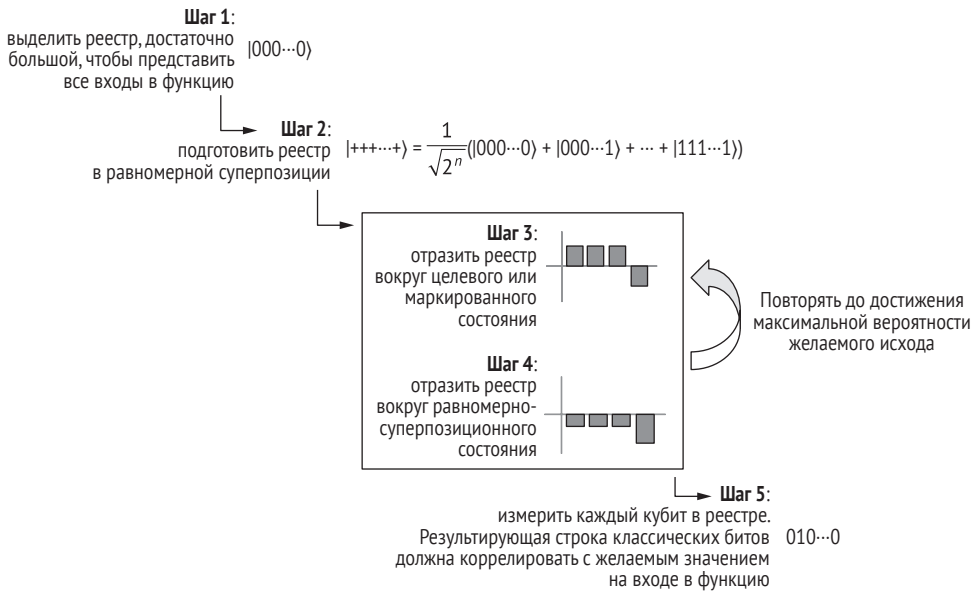 Шаг 1:
выделить реестр, достаточно
большой, чтобы представить
все входы в функцию
|000···0⟩
Шаг 2:
подготовить реестр
в равномерной суперпозиции
|+++···+⟩ = 1/√2ⁿ (|000···0⟩ + |000···1⟩ + ··· + |111···1⟩)
Шаг 3:
отразить реестр
вокруг целевого или
маркированного
состояния
Шаг 4:
отразить реестр
вокруг равномерно-
суперпозиционного
состояния
Повторять до достижения
максимальной вероятности
желаемого исхода
Шаг 5:
измерить каждый кубит в реестре.
Результирующая строка классических битов
должна коррелировать с желаемым значением
на входе в функцию
010···0